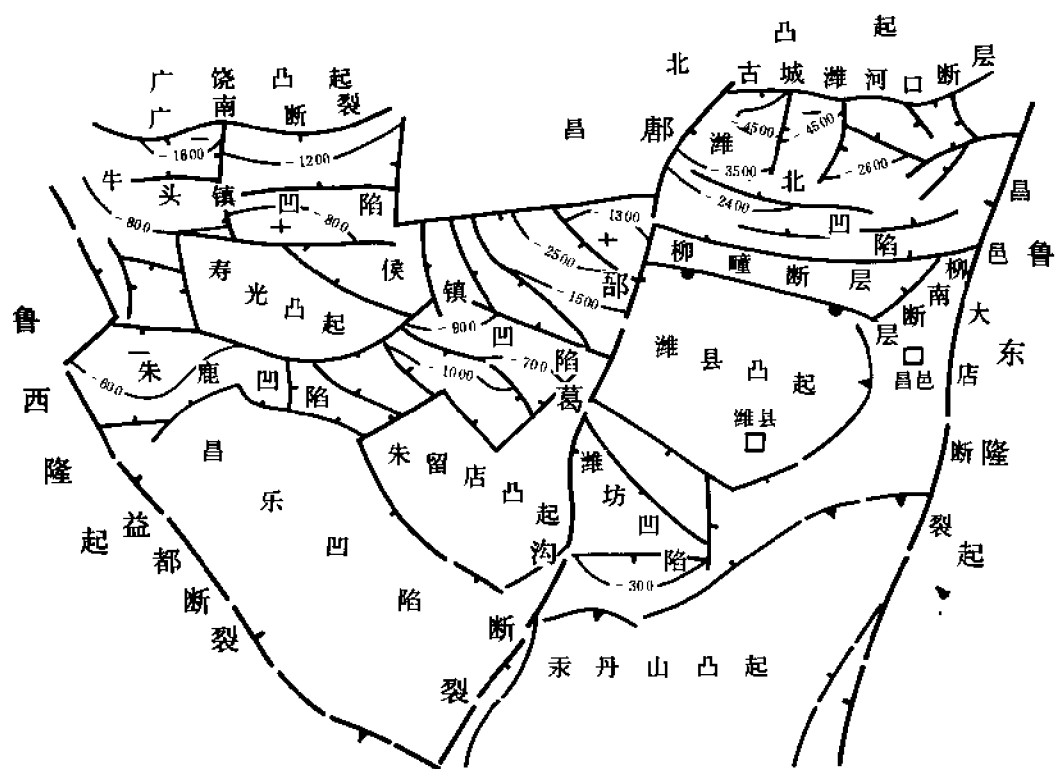 广饶凸起
广南断裂
-1600
-1200
牛头镇凹陷
-800
-800
寿光凸起
侯镇凹陷
-1300
-2500
-1500
-800
-700
-1000
朱鹿凹陷
-600
昌北凸起
古城潍河口断层
-4500
-4500
-3500
-2600
-2400
潍北凹陷
柳疃断层
柳南断层
昌邑大店断裂
鲁东隆起
潍县凸起
潍县
昌邑
鄌郚葛沟断裂
朱留店凸起
潍坊凹陷
-300
昌乐凹陷
鲁西隆起
益都断裂
汞丹山凸起